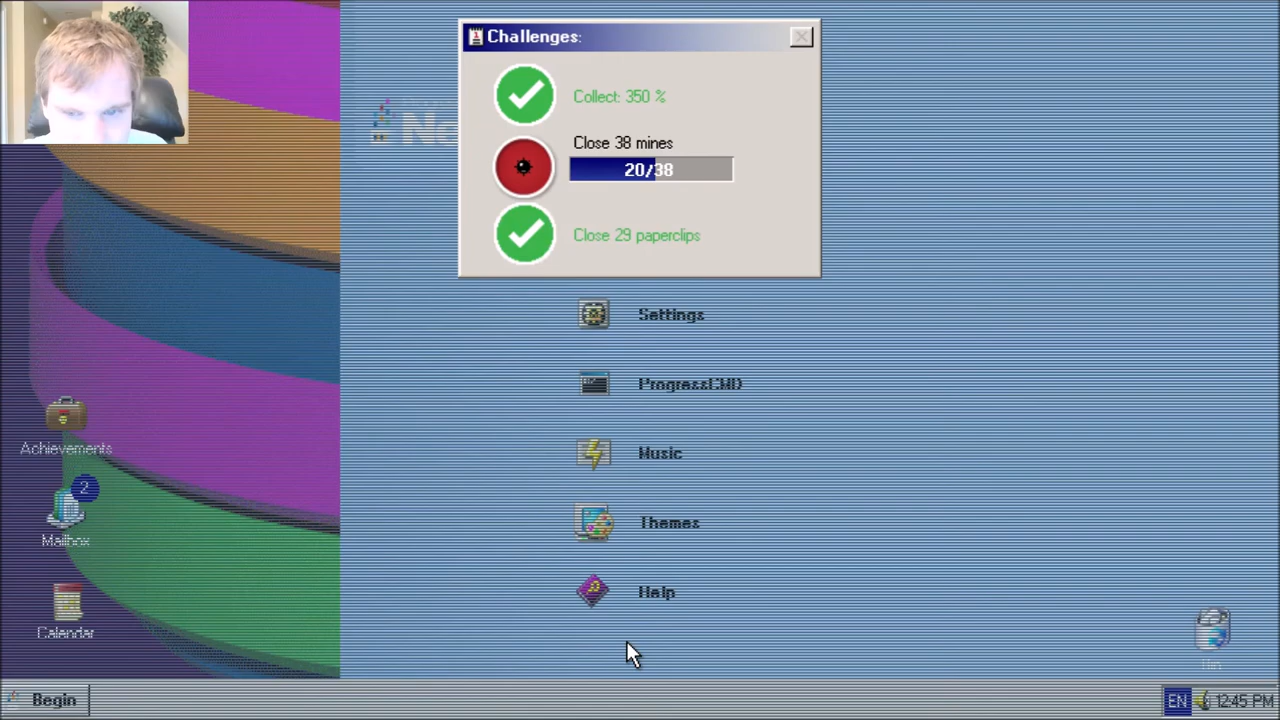 Challenges:
Collect: 350 %
Close 38 mines
20/38
Close 29 paperclips
Settings
ProgressCMD
Music
Themes
Help
Achievements
2
Mailbox
Calendar
Bin
Begin
EN 12:45 PM